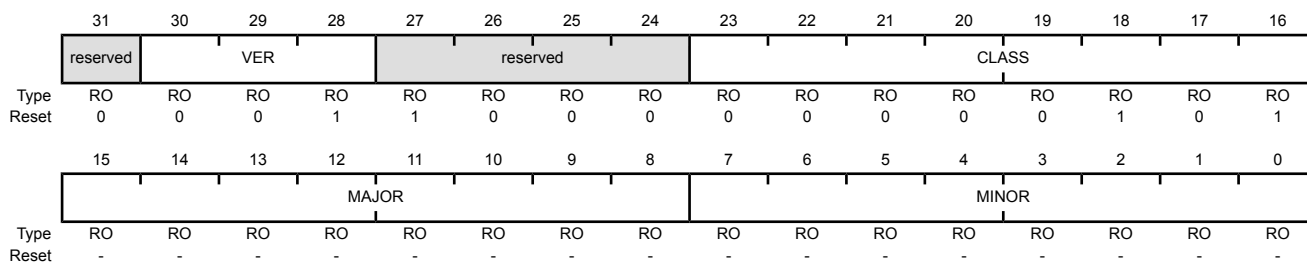 31 30 29 28 27 26 25 24 23 22 21 20 19 18 17 16
reserved VER reserved CLASS
Type RO RO RO RO RO RO RO RO RO RO RO RO RO RO RO RO
Reset 0 0 0 1 1 0 0 0 0 0 0 0 0 1 0 1
15 14 13 12 11 10 9 8 7 6 5 4 3 2 1 0
MAJOR MINOR
Type RO RO RO RO RO RO RO RO RO RO RO RO RO RO RO RO
Reset - - - - - - - - - - - - - - - -